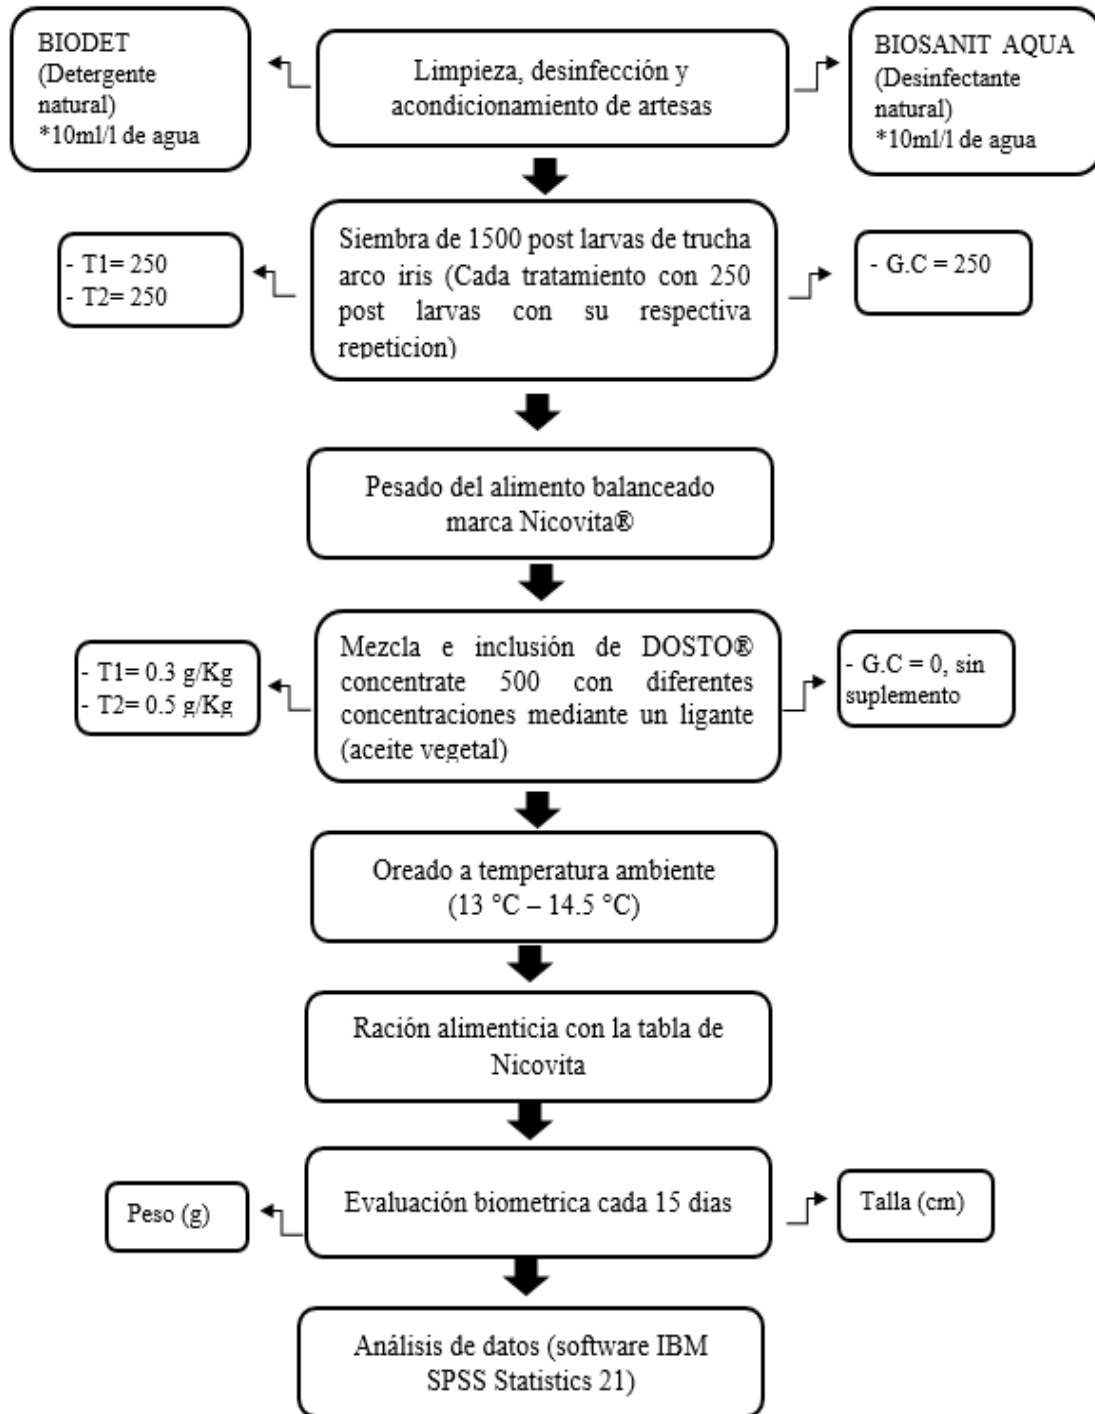 BIODET
(Detergente
natural)
*10ml/l de agua
Limpieza, desinfección y
acondicionamiento de artesas
BIOSANIT AQUA
(Desinfectante
natural)
*10ml/l de agua
- T1= 250
- T2= 250
Siembra de 1500 post larvas de trucha
arco iris (Cada tratamiento con 250
post larvas con su respectiva
repeticion)
- G.C = 250
Pesado del alimento balanceado
marca Nicovita®
- T1= 0.3 g/Kg
- T2= 0.5 g/Kg
Mezcla e inclusión de DOSTO®
concentrate 500 con diferentes
concentraciones mediante un ligante
(aceite vegetal)
- G.C = 0, sin
suplemento
Oreado a temperatura ambiente
(13 °C – 14.5 °C)
Ración alimenticia con la tabla de
Nicovita
Peso (g)
Evaluación biometrica cada 15 dias
Talla (cm)
Análisis de datos (software IBM
SPSS Statistics 21)